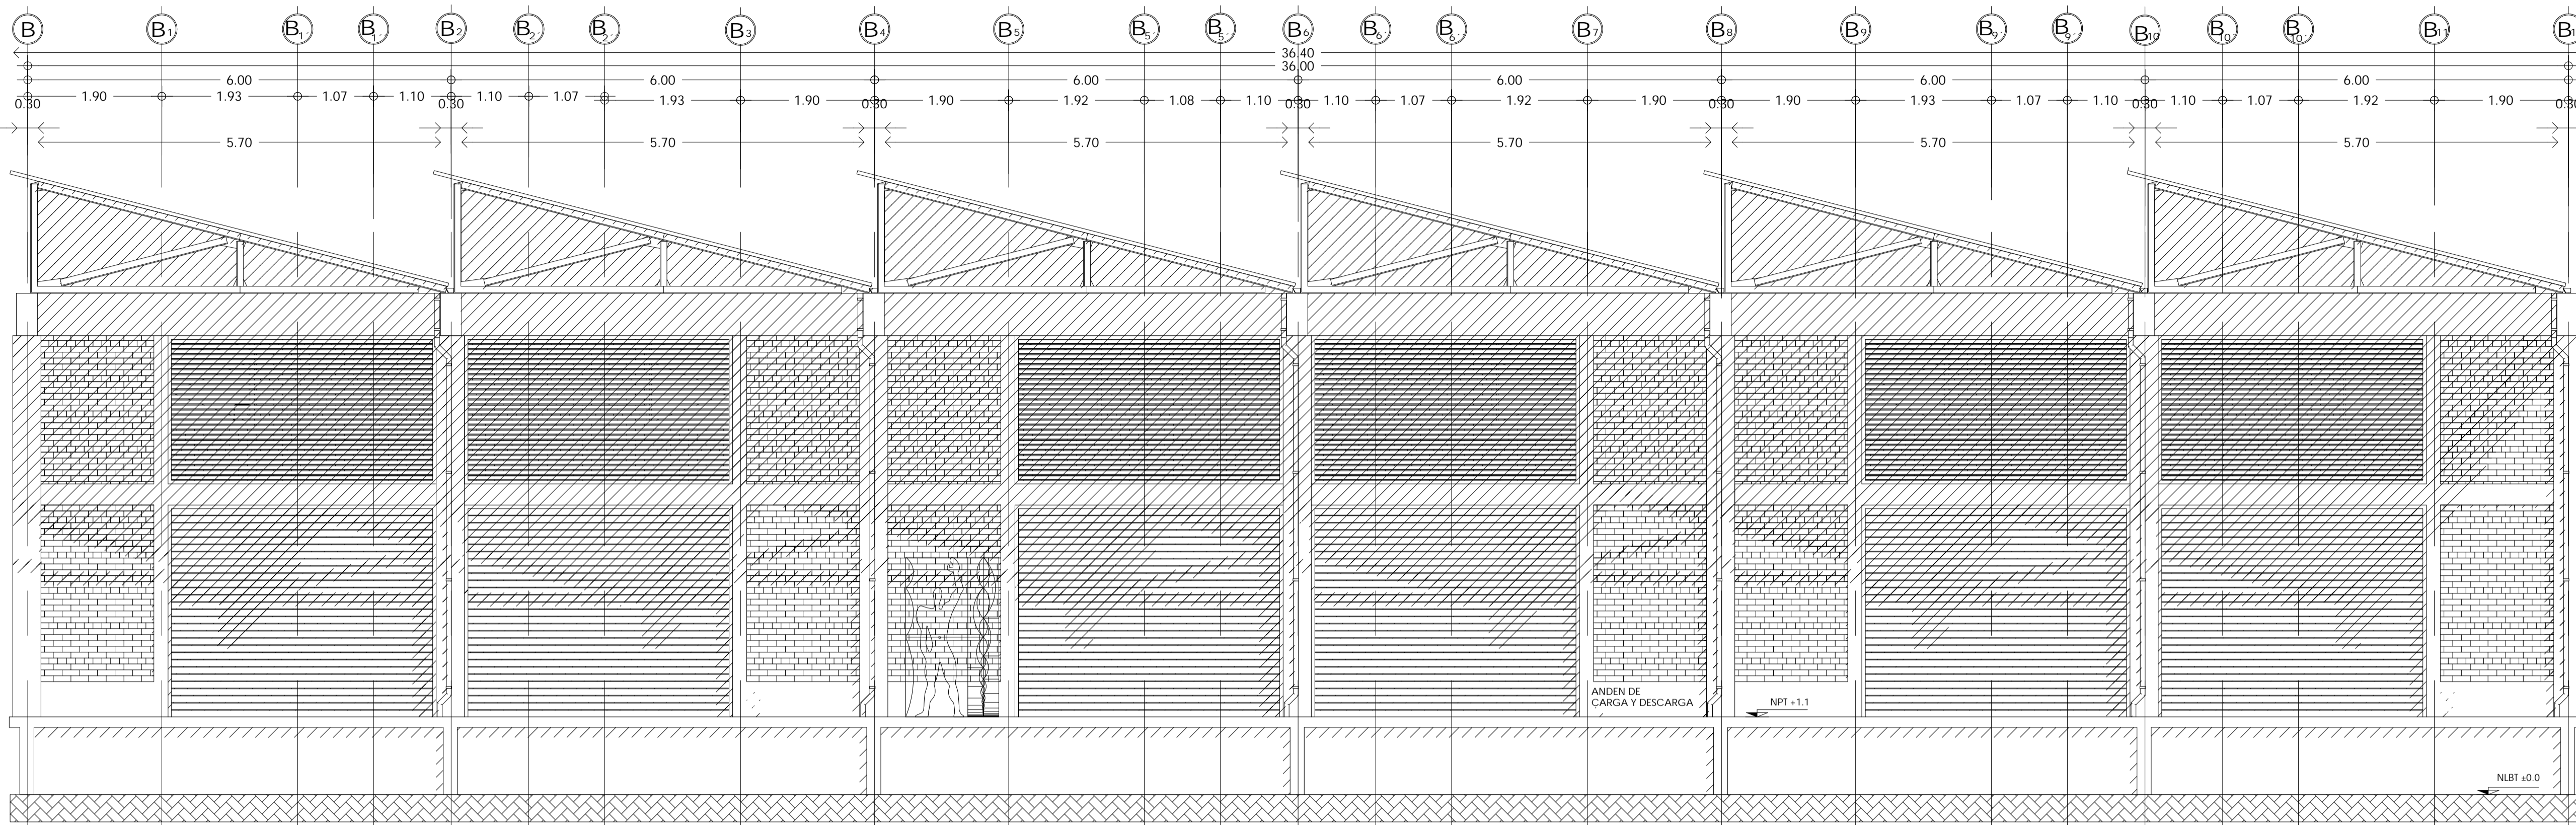 B B1 B1' B1'' B2 B2' B2'' B3 B4 B5 B5' B5'' B6 B6' B6'' B7 B8 B9 B9' B9'' B10 B10' B10'' B11
36.40
36.00
6.00 6.00 6.00 6.00 6.00 6.00
0.30 1.90 1.93 1.07 1.10 0.30 1.10 1.07 1.93 1.90 0.30 1.90 1.92 1.08 1.10 0.30 1.10 1.07 1.92 1.90 0.30 1.90 1.93 1.07 1.10 0.30 1.10 1.07 1.92 1.90
5.70 5.70 5.70 5.70 5.70 5.70
ANDEN DE
CARGA Y DESCARGA
NPT +1.1
NLBT ±0.0